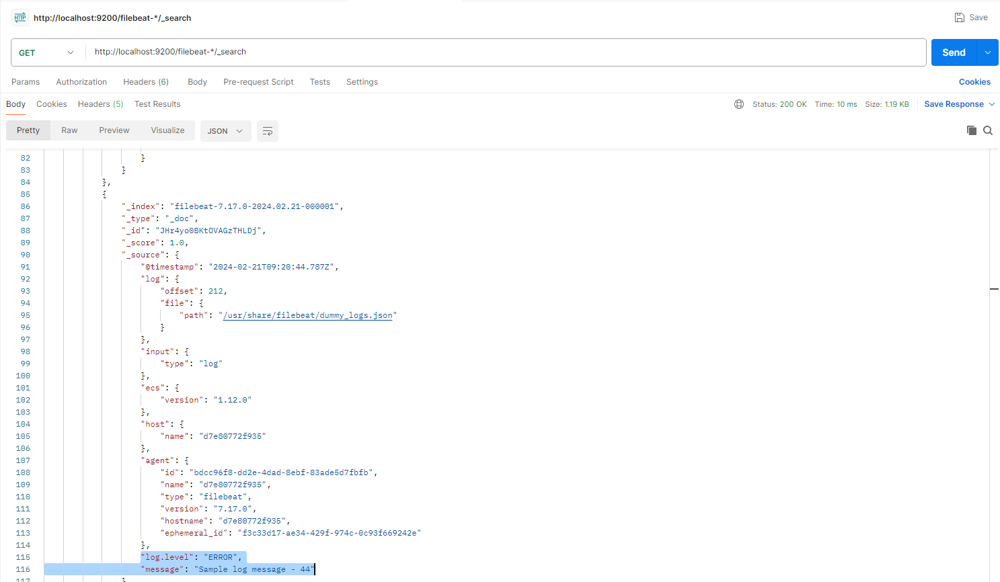 HTTP http://localhost:9200/filebeat-*/_search Save
GET http://localhost:9200/filebeat-*/_search Send
Params Authorization Headers (6) Body Pre-request Script Tests Settings Cookies
Body Cookies Headers (5) Test Results Status: 200 OK Time: 10 ms Size: 1.19 KB Save Response
Pretty Raw Preview Visualize JSON
82 }
83 }
84 },
85 {
86 "_index": "filebeat-7.17.0-2024.02.21-000001",
87 "_type": "_doc",
88 "_id": "JHr4yo0BKtOVAGzTHLDj",
89 "_score": 1.0,
90 "_source": {
91 "@timestamp": "2024-02-21T09:20:44.787Z",
92 "log": {
93 "offset": 212,
94 "file": {
95 "path": "/usr/share/filebeat/dummy_logs.json"
96 }
97 },
98 "input": {
99 "type": "log"
100 },
101 "ecs": {
102 "version": "1.12.0"
103 },
104 "host": {
105 "name": "d7e80772f935"
106 },
107 "agent": {
108 "id": "bdcc96f8-dd2e-4dad-8ebf-83ade5d7fbfb",
109 "name": "d7e80772f935",
110 "type": "filebeat",
111 "version": "7.17.0",
112 "hostname": "d7e80772f935",
113 "ephemeral_id": "f3c33d17-ae34-429f-974c-0c93f669242e"
114 },
115 "log.level": "ERROR",
116 "message": "Sample log message - 44"
117 }